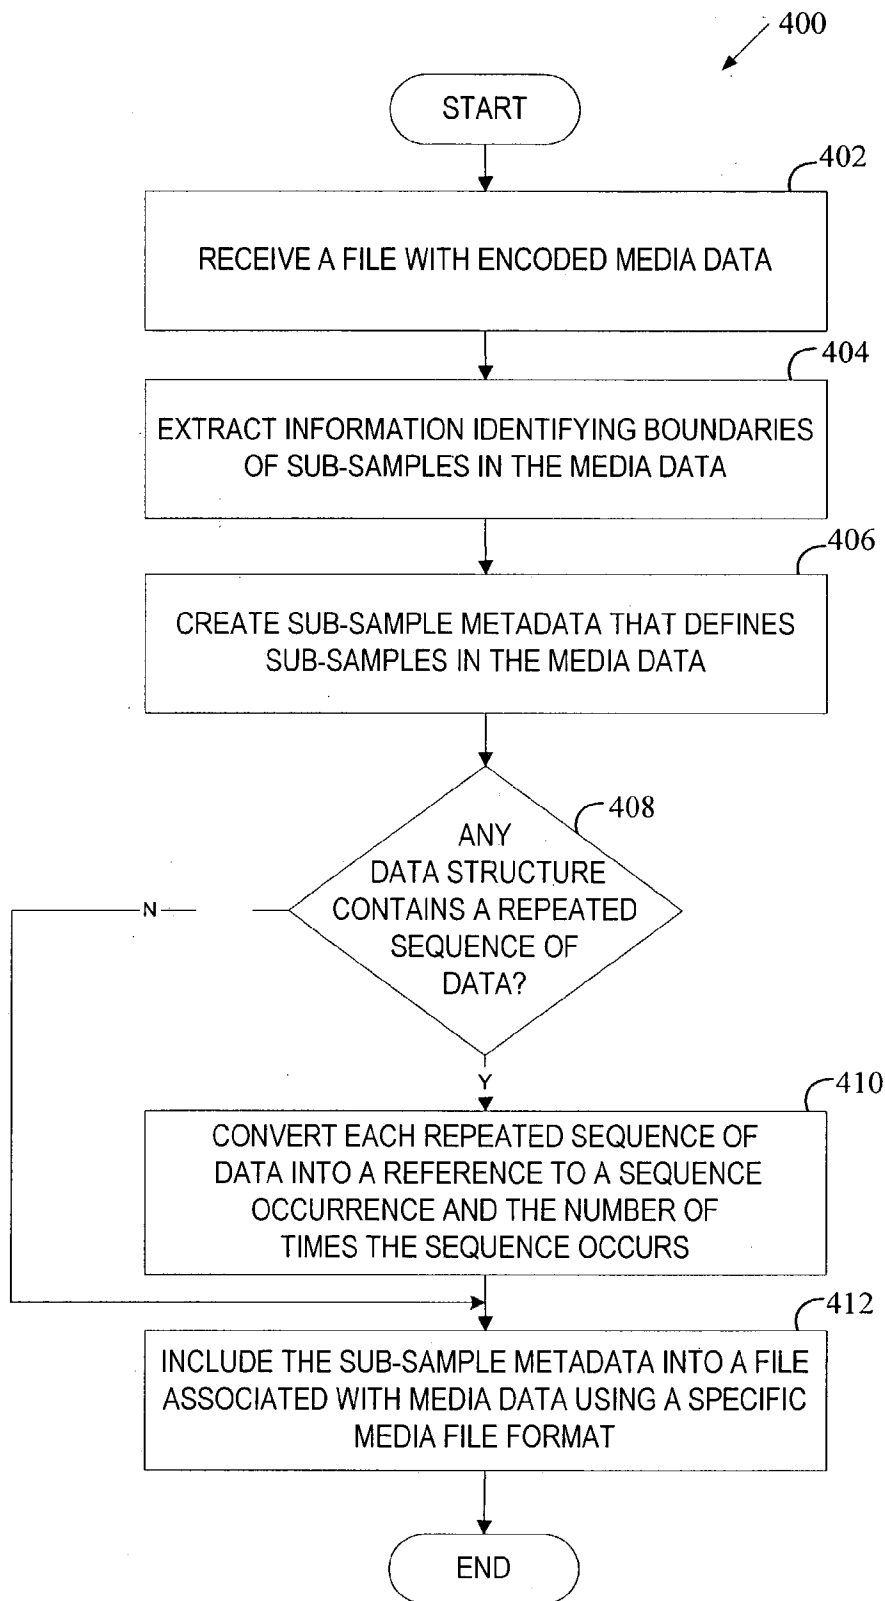 400
START
402
RECEIVE A FILE WITH ENCODED MEDIA DATA
404
EXTRACT INFORMATION IDENTIFYING BOUNDARIES
OF SUB-SAMPLES IN THE MEDIA DATA
406
CREATE SUB-SAMPLE METADATA THAT DEFINES
SUB-SAMPLES IN THE MEDIA DATA
408
ANY
DATA STRUCTURE
CONTAINS A REPEATED
SEQUENCE OF
DATA?
N
Y
410
CONVERT EACH REPEATED SEQUENCE OF
DATA INTO A REFERENCE TO A SEQUENCE
OCCURRENCE AND THE NUMBER OF
TIMES THE SEQUENCE OCCURS
412
INCLUDE THE SUB-SAMPLE METADATA INTO A FILE
ASSOCIATED WITH MEDIA DATA USING A SPECIFIC
MEDIA FILE FORMAT
END